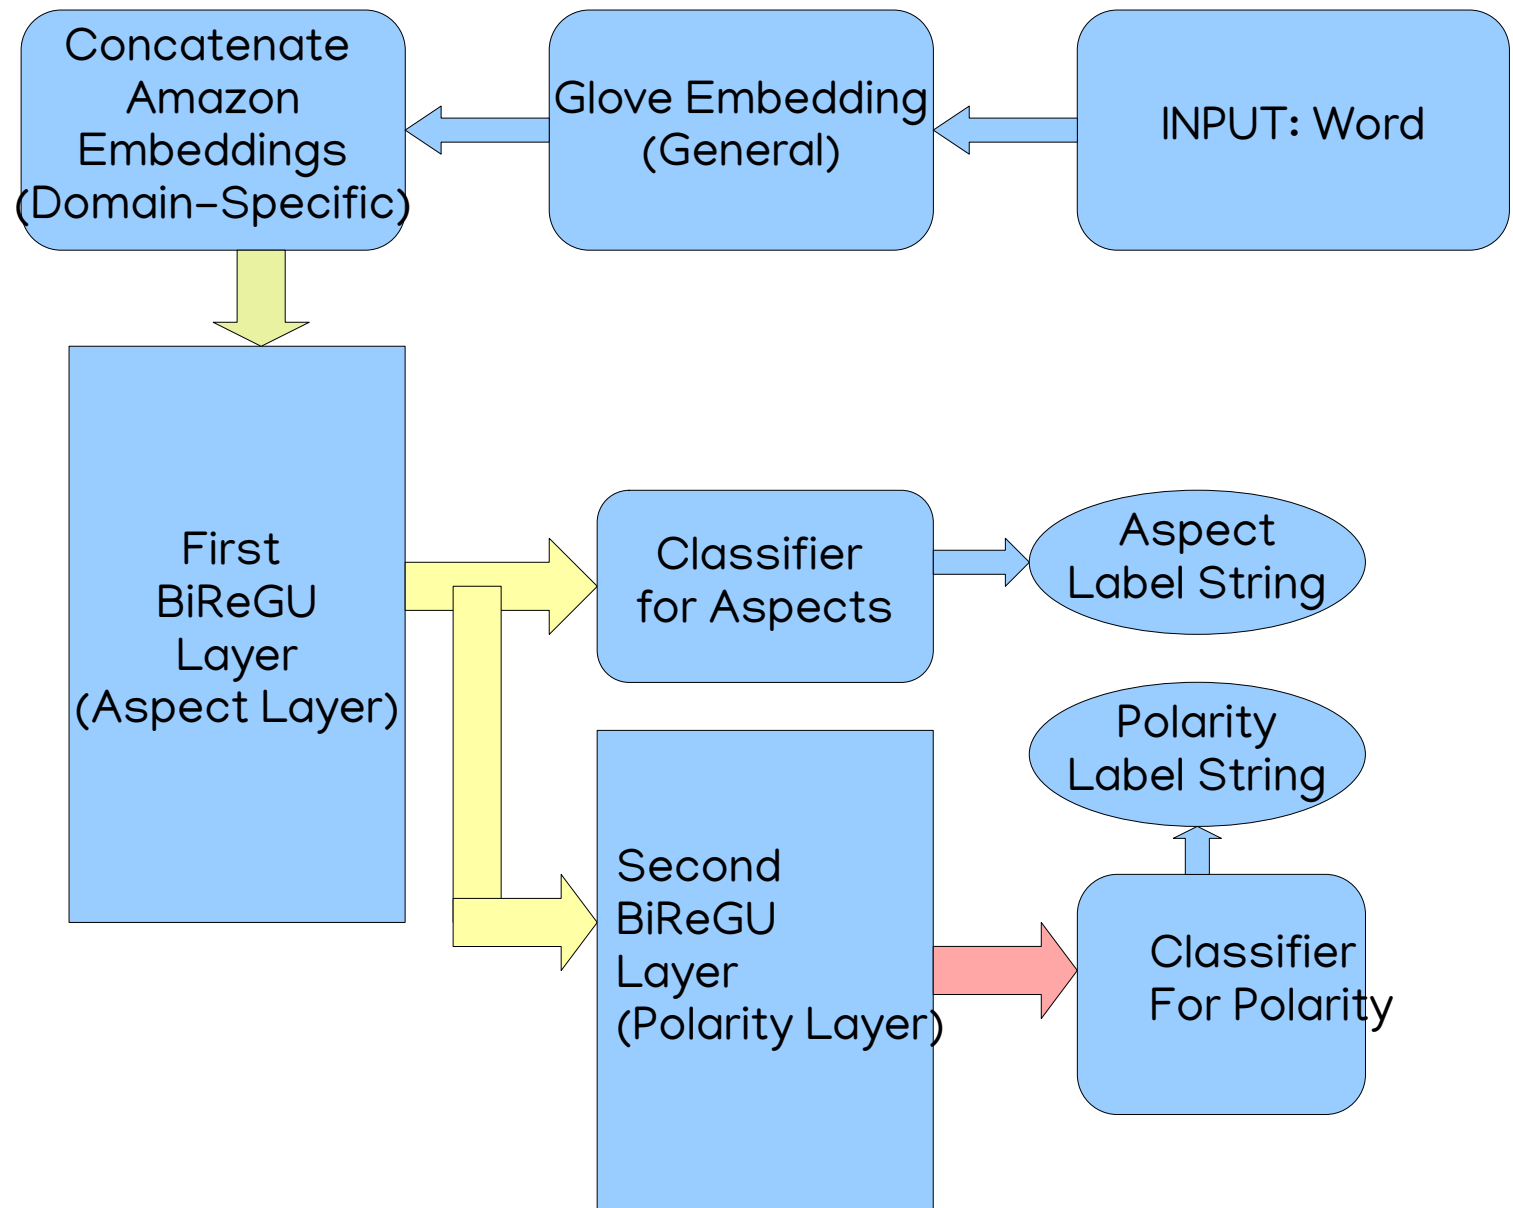 Concatenate
Amazon
Embeddings
(Domain-Specific)
Glove Embedding
(General)
INPUT: Word
First
BiReGU
Layer
(Aspect Layer)
Classifier
for Aspects
Aspect
Label String
Polarity
Label String
Second
BiReGU
Layer
(Polarity Layer)
Classifier
For Polarity